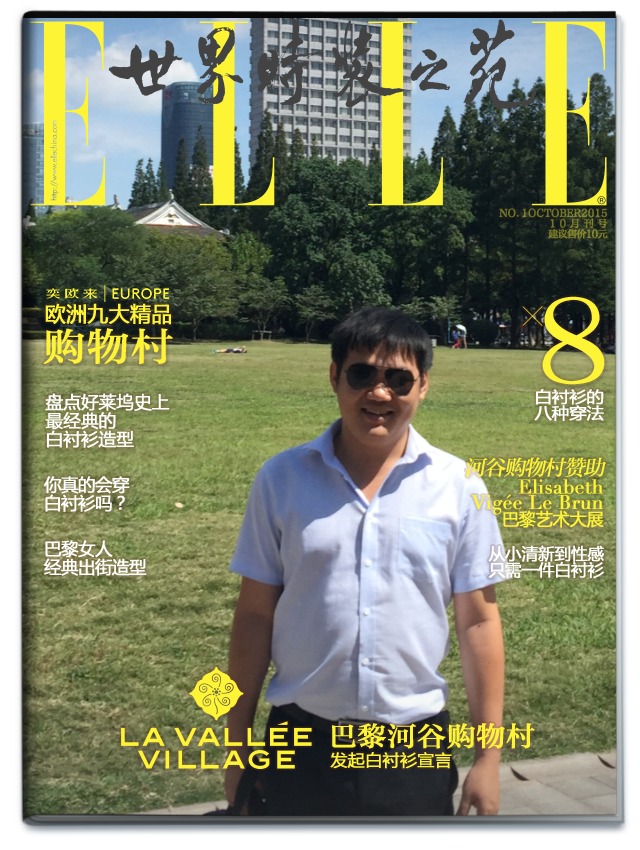 ELLE
世界時裝之苑
http://www.ellechina.com
®
NO.1OCTOBER2015
10月刊号
建议售价10元
奕欧来 | EUROPE
欧洲九大精品
购物村
盘点好莱坞史上
最经典的
白衬衫造型
你真的会穿
白衬衫吗？
巴黎女人
经典出街造型
×8
白衬衫的
八种穿法
河谷购物村赞助
Elisabeth
Vigée Le Brun
巴黎艺术大展
从小清新到性感
只需一件白衬衫
LA VALLÉE
VILLAGE
巴黎河谷购物村
发起白衬衫宣言